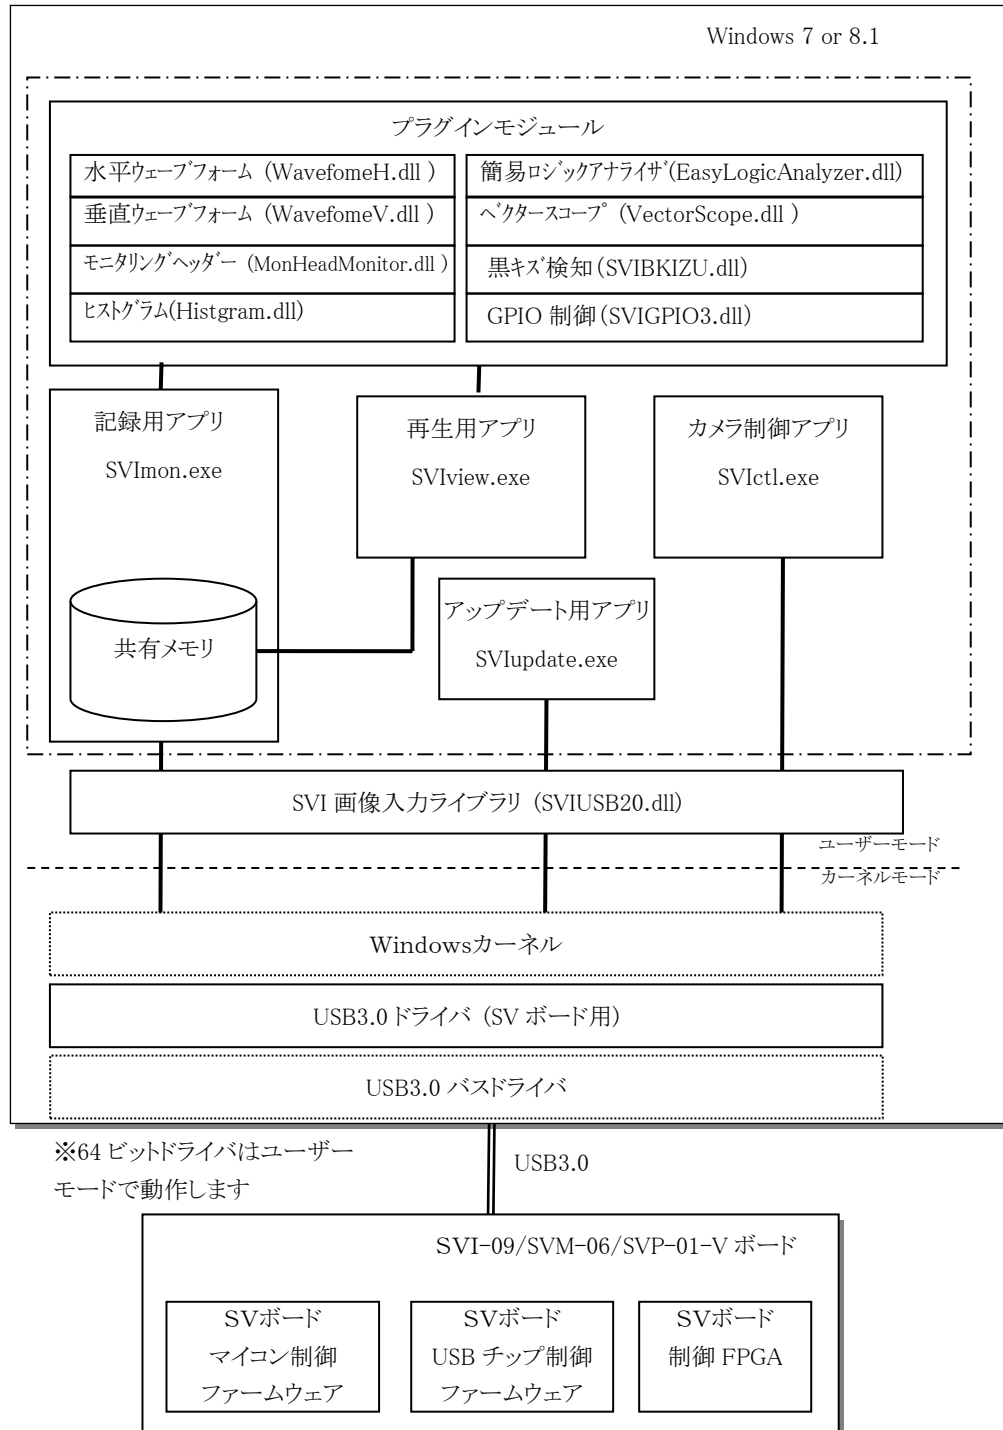 Windows 7 or 8.1
プラグインモジュール
水平ウェーブフォーム (WavefomeH.dll )
垂直ウェーブフォーム (WavefomeV.dll )
モニタリングヘッダー (MonHeadMonitor.dll )
ヒストグラム(Histgram.dll)
簡易ロジックアナライザ(EasyLogicAnalyzer.dll)
ベクタースコープ (VectorScope.dll )
黒キズ検知(SVIBKIZU.dll)
GPIO 制御(SVIGPIO3.dll)
記録用アプリ
SVImon.exe
再生用アプリ
SVIview.exe
カメラ制御アプリ
SVIctl.exe
共有メモリ
アップデート用アプリ
SVIupdate.exe
SVI 画像入力ライブラリ (SVIUSB20.dll)
ユーザーモード
カーネルモード
Windowsカーネル
USB3.0 ドライバ (SV ボード用)
USB3.0 バスドライバ
※64 ビットドライバはユーザー
モードで動作します
USB3.0
SVI-09/SVM-06/SVP-01-V ボード
SVボード
マイコン制御
ファームウェア
SVボード
USB チップ制御
ファームウェア
SVボード
制御 FPGA